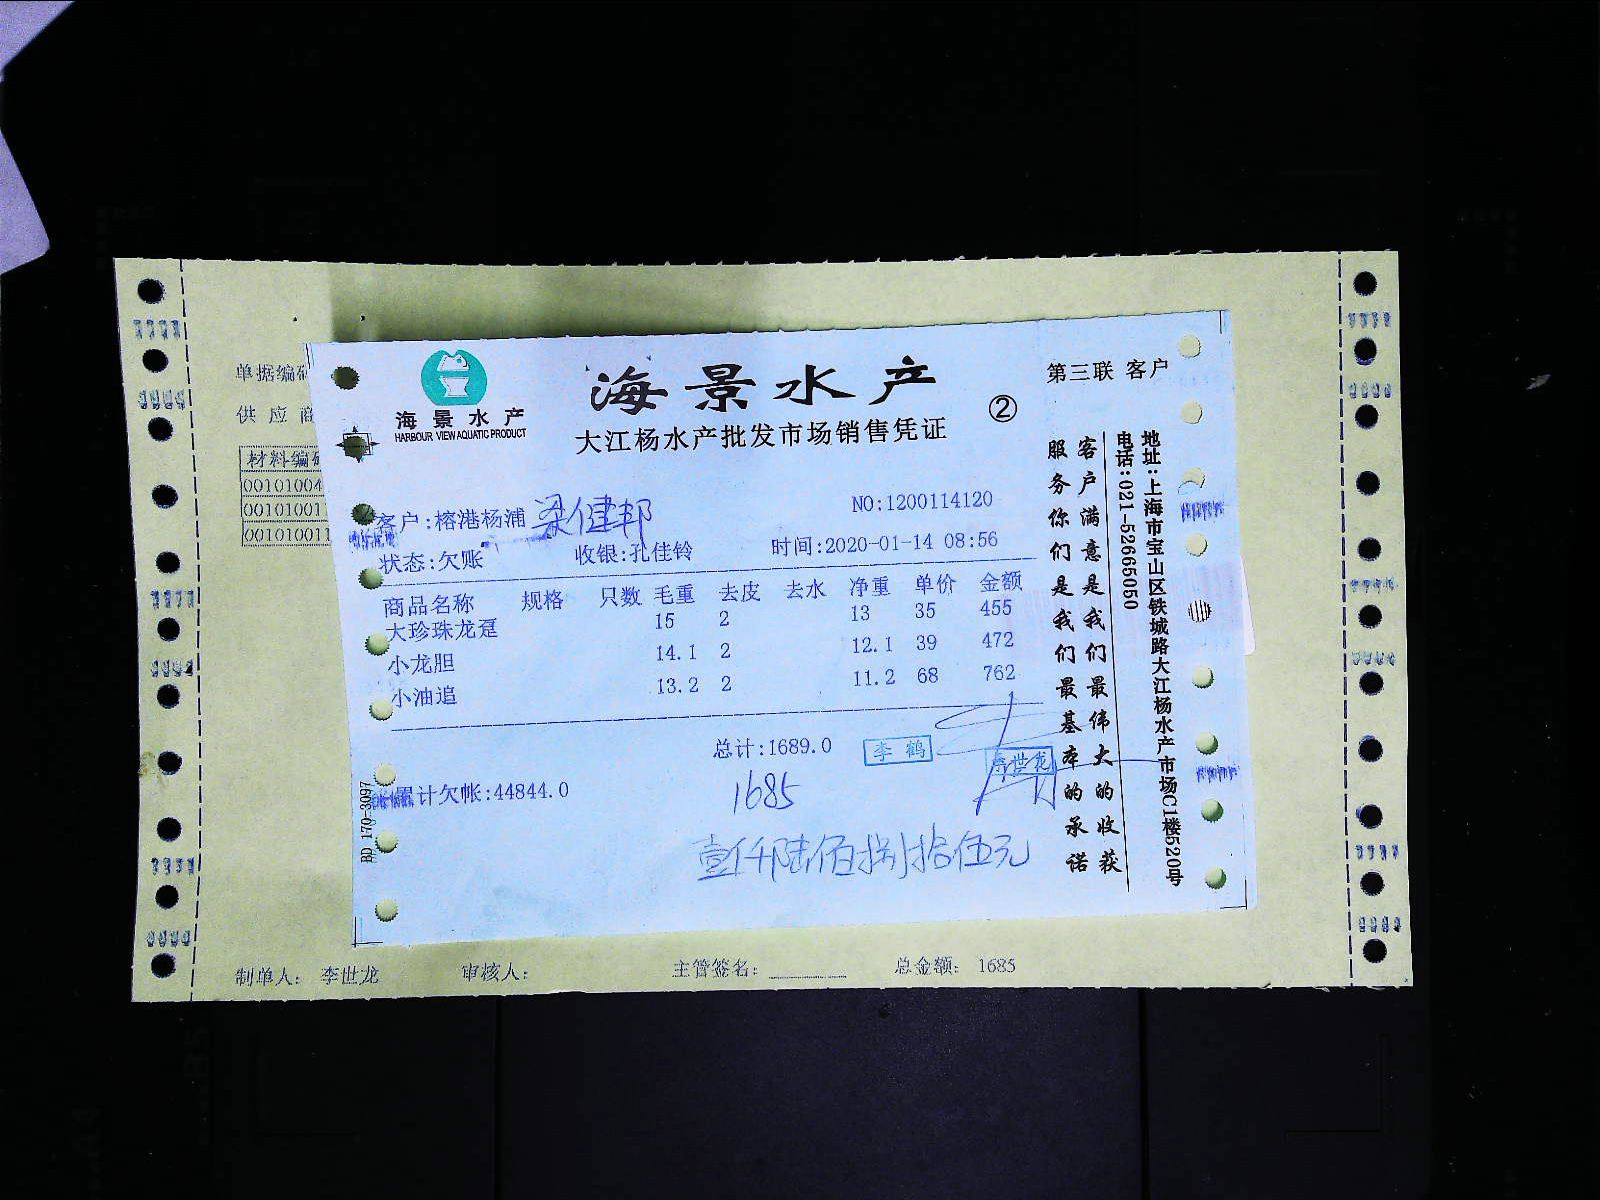 单据编码
供应商
材料编码
00101004
00101001
001010011
海景水产
HARBOUR VIEW AQUATIC PRODUCT
海景水产
大江杨水产批发市场销售凭证
②
第三联 客户
客户:榕港杨浦 梁健邦
NO:1200114120
状态:欠账 收银:孔佳铃 时间:2020-01-14 08:56
商品名称 规格 只数 毛重 去皮 去水 净重 单价 金额
大珍珠龙趸 15 2 13 35 455
小龙胆 14.1 2 12.1 39 472
小油追 13.2 2 11.2 68 762
总计:1689.0
李鹤
李世龙
累计欠帐:44844.0
1685
壹仟陆佰捌拾伍元
BD 170-3097
客户满意是我们最伟大的收获
服务你们是我们最基本的承诺
地址:上海市宝山区铁城路大江杨水产市场C1楼520号
电话:021-52665050
制单人: 李世龙 审核人: 主管签名: 总金额: 1685